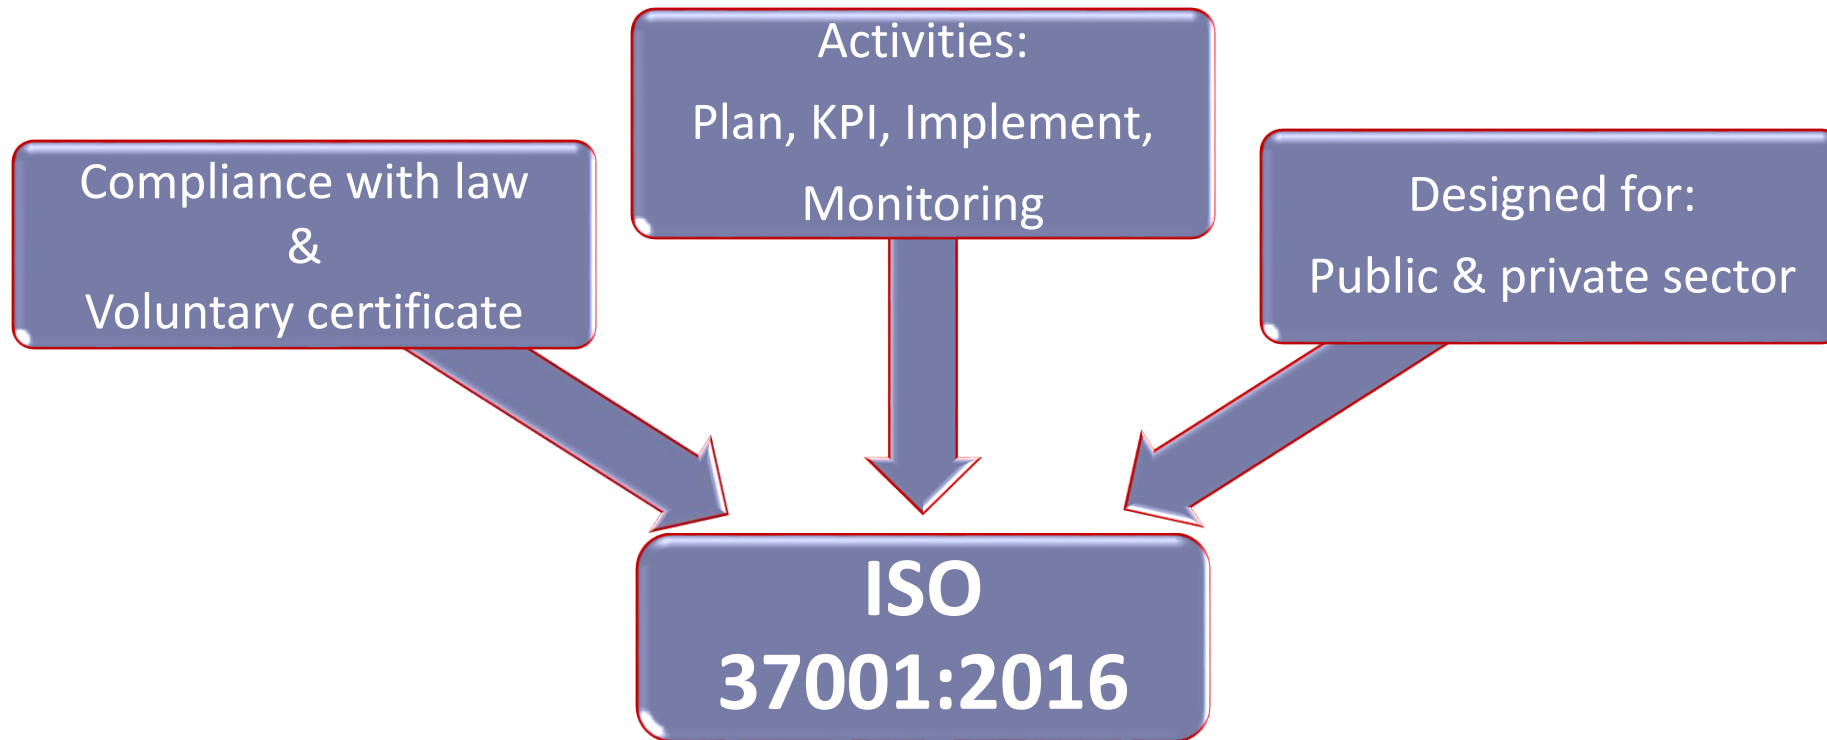 Compliance with law
&
Voluntary certificate
Activities:
Plan, KPI, Implement,
Monitoring
Designed for:
Public & private sector
ISO
37001:2016